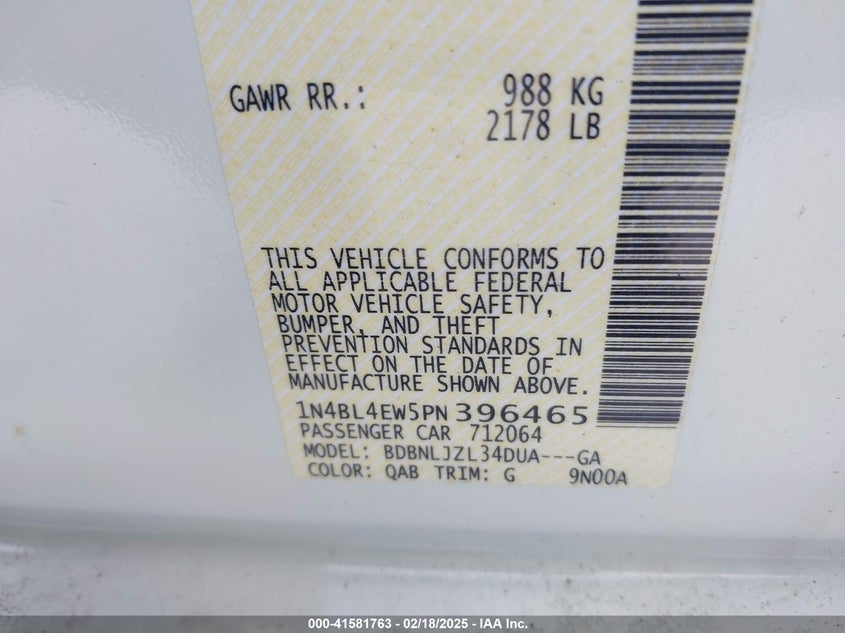 GAWR RR.: 988 KG
2178 LB
THIS VEHICLE CONFORMS TO
ALL APPLICABLE FEDERAL
MOTOR VEHICLE SAFETY,
BUMPER, AND THEFT
PREVENTION STANDARDS IN
EFFECT ON THE DATE OF
MANUFACTURE SHOWN ABOVE.
1N4BL4EW5PN396465
PASSENGER CAR 712064
MODEL: BDBNLJZL34DUA---GA
COLOR: QAB TRIM: G 9N00A
000-41581763 - 02/18/2025 - IAA Inc.